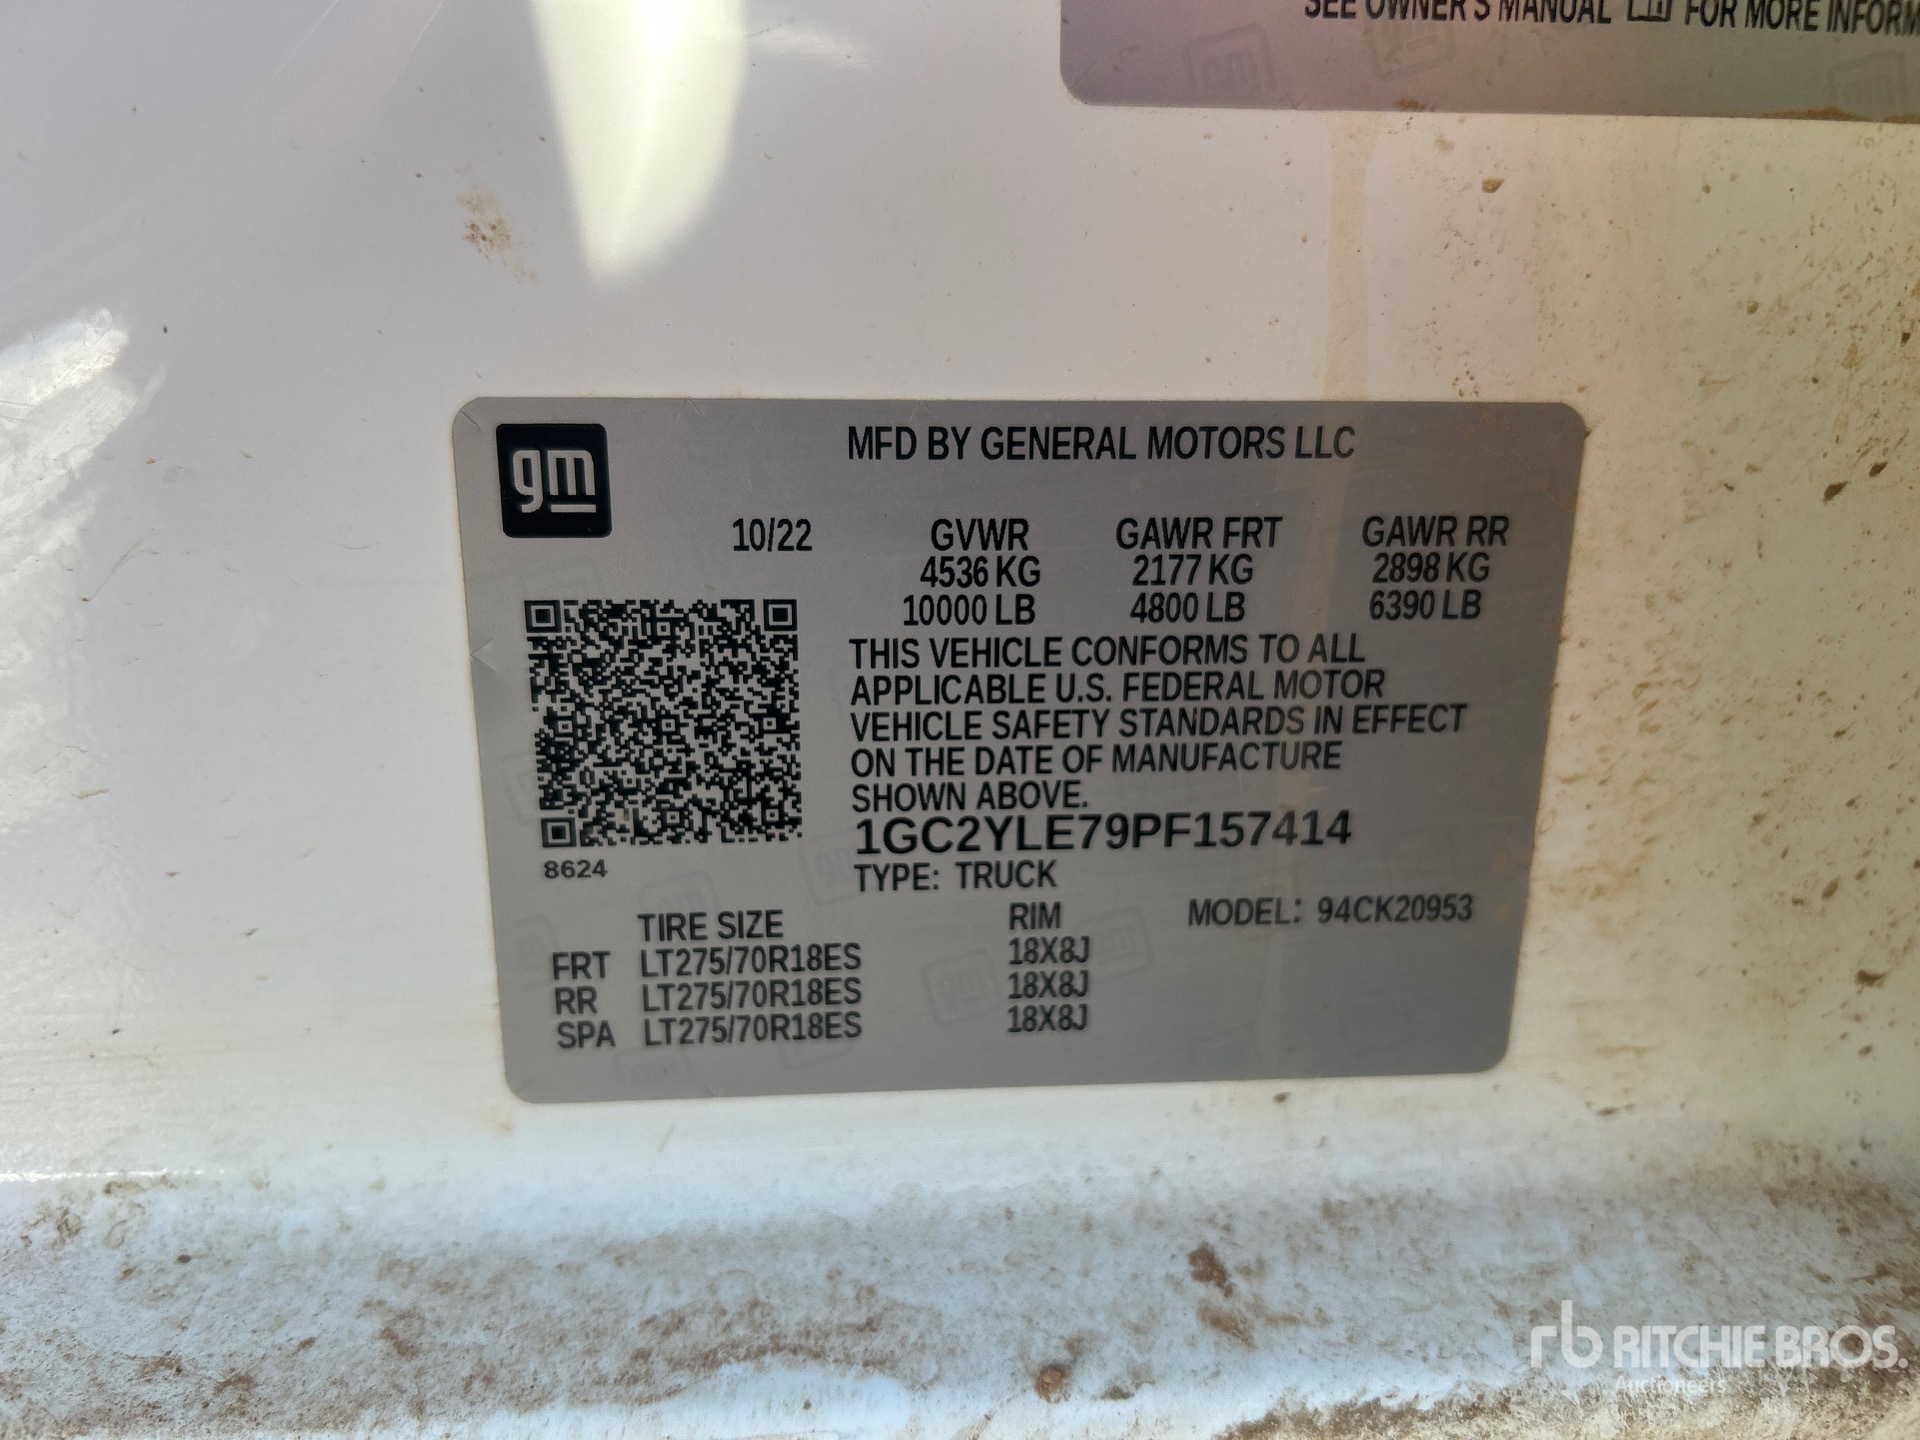 SEE OWNER'S MANUAL FOR MORE INFORM
gm
MFD BY GENERAL MOTORS LLC
10/22 GVWR GAWR FRT GAWR RR
4536 KG 2177 KG 2898 KG
10000 LB 4800 LB 6390 LB
THIS VEHICLE CONFORMS TO ALL
APPLICABLE U.S. FEDERAL MOTOR
VEHICLE SAFETY STANDARDS IN EFFECT
ON THE DATE OF MANUFACTURE
SHOWN ABOVE.
1GC2YLE79PF157414
8624
TYPE: TRUCK
TIRE SIZE RIM MODEL: 94CK20953
FRT LT275/70R18ES 18X8J
RR LT275/70R18ES 18X8J
SPA LT275/70R18ES 18X8J
rb RITCHIE BROS.
Auctioneers